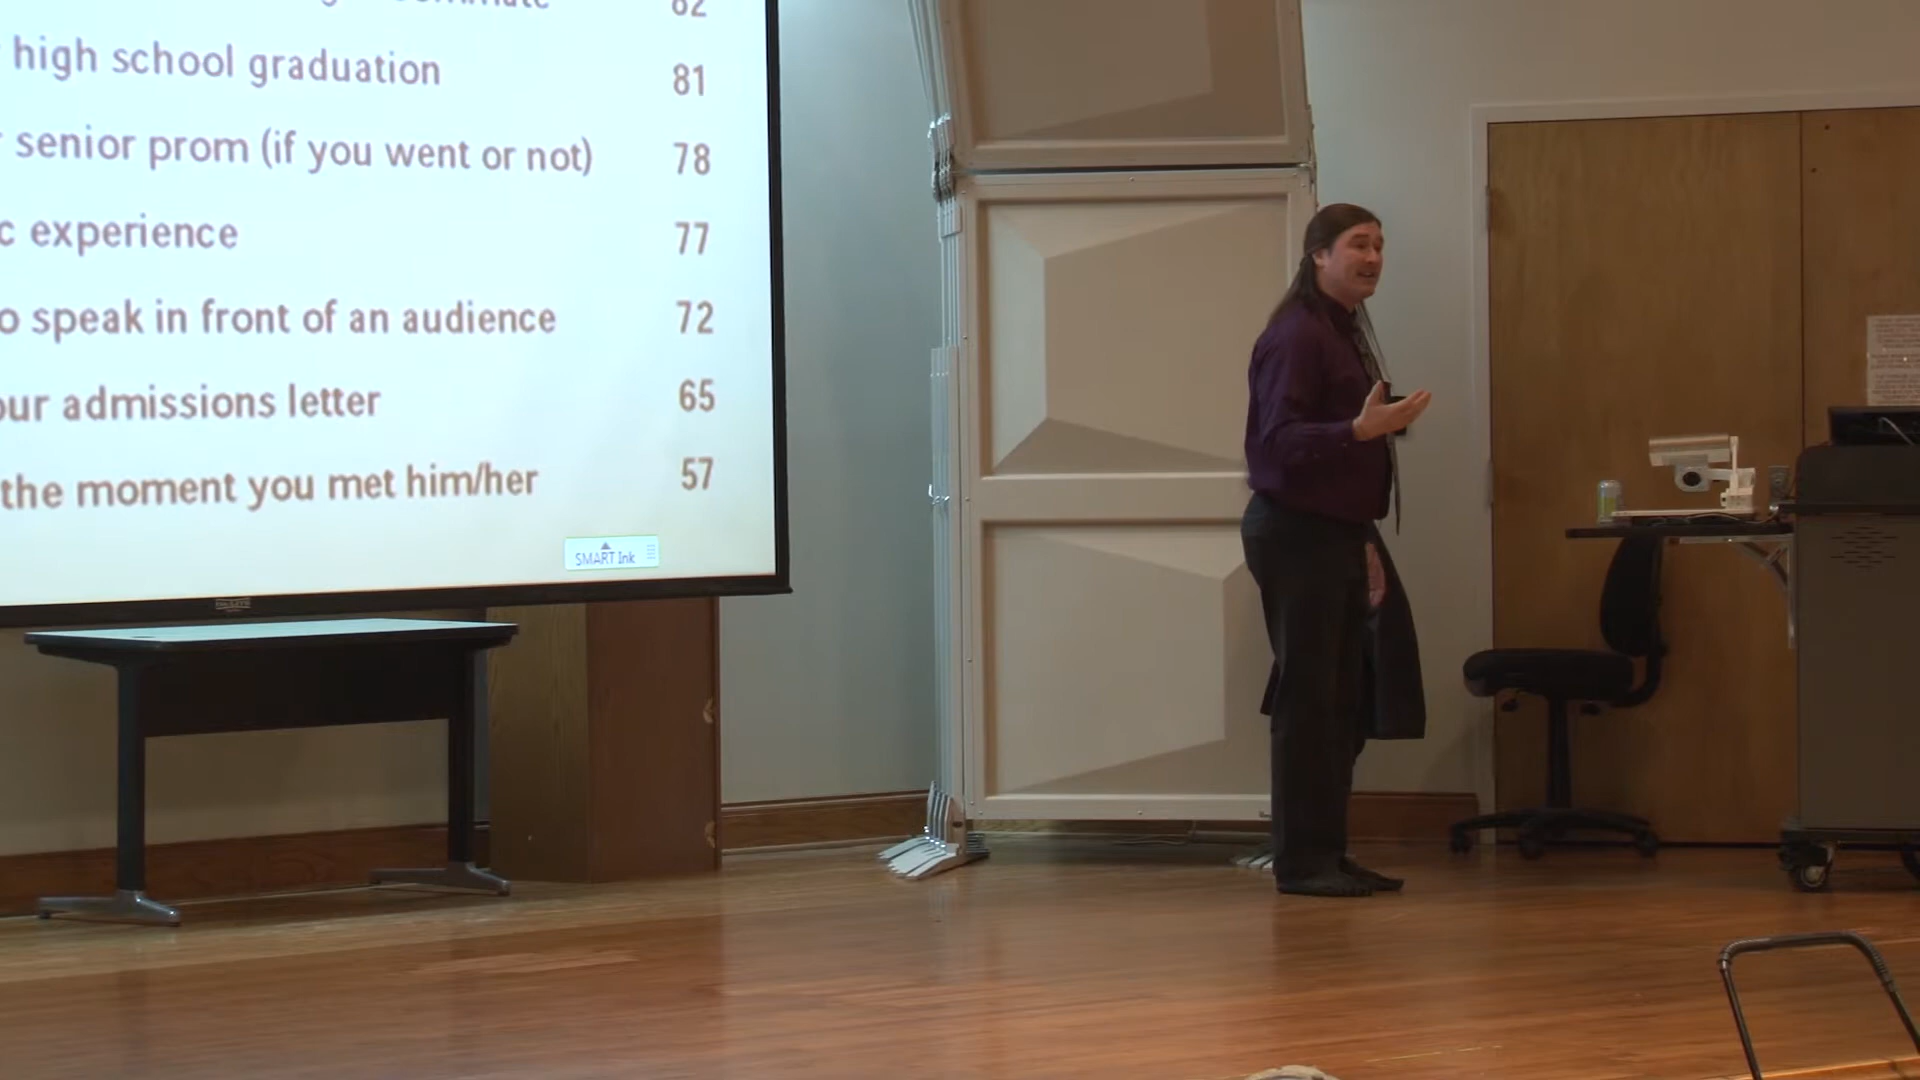 82
high school graduation 81
senior prom (if you went or not) 78
c experience 77
o speak in front of an audience 72
our admissions letter 65
the moment you met him/her 57
SMART Ink